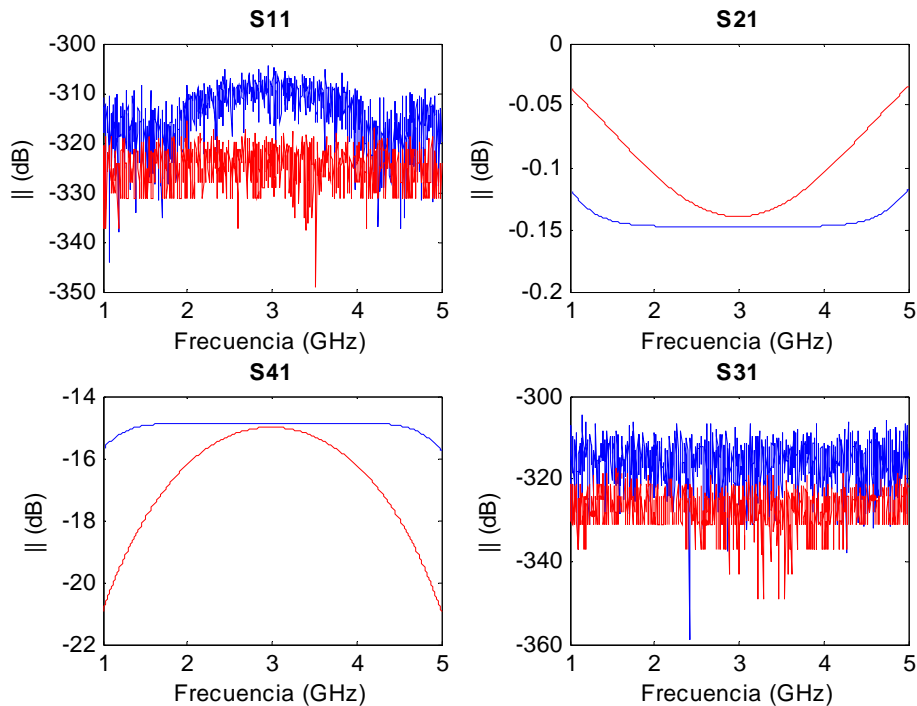 S11
-300
-310
-320
-330
-340
-350
|| (dB)
1 2 3 4 5
Frecuencia (GHz)
S21
0
-0.05
-0.1
-0.15
-0.2
|| (dB)
1 2 3 4 5
Frecuencia (GHz)
S41
-14
-16
-18
-20
-22
|| (dB)
1 2 3 4 5
Frecuencia (GHz)
S31
-300
-320
-340
-360
|| (dB)
1 2 3 4 5
Frecuencia (GHz)